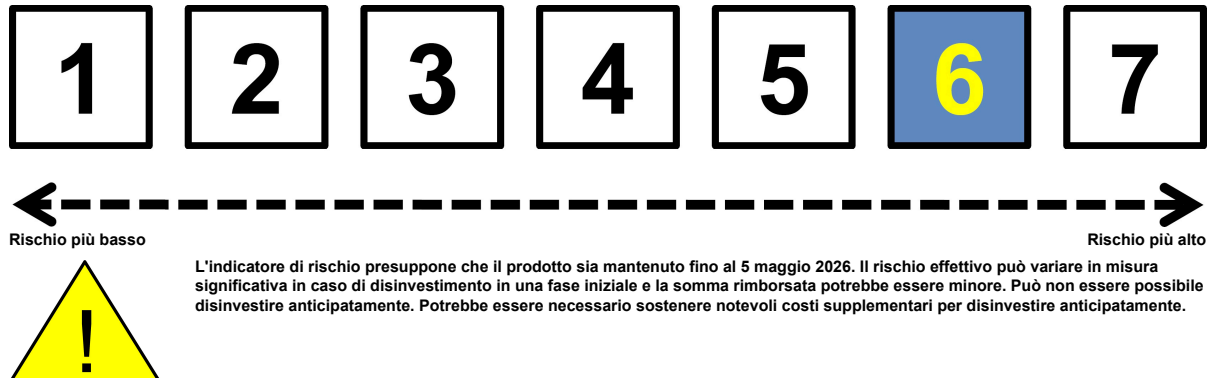 1 2 3 4 5 6 7
Rischio più basso Rischio più alto
L'indicatore di rischio presuppone che il prodotto sia mantenuto fino al 5 maggio 2026. Il rischio effettivo può variare in misura
significativa in caso di disinvestimento in una fase iniziale e la somma rimborsata potrebbe essere minore. Può non essere possibile
disinvestire anticipatamente. Potrebbe essere necessario sostenere notevoli costi supplementari per disinvestire anticipatamente.
!